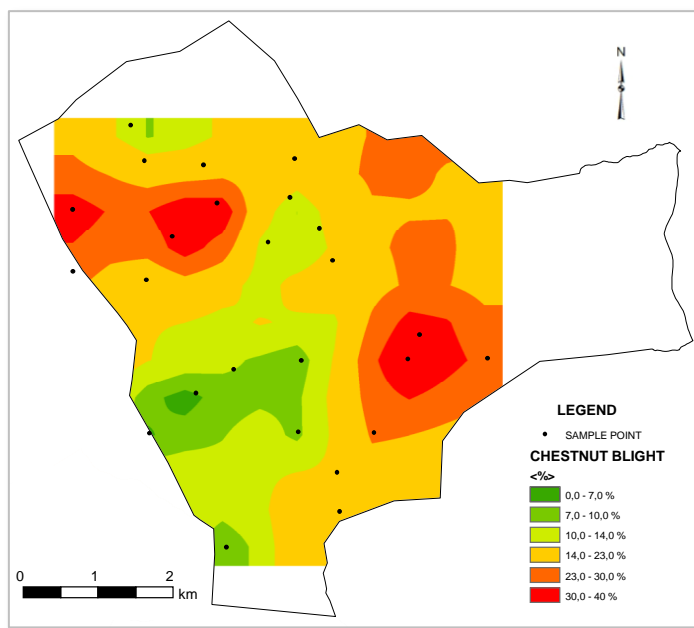 N
LEGEND
SAMPLE POINT
CHESTNUT BLIGHT
<%>
0,0 - 7,0 %
7,0 - 10,0 %
10,0 - 14,0 %
14,0 - 23,0 %
23,0 - 30,0 %
30,0 - 40 %
0 1 2
km